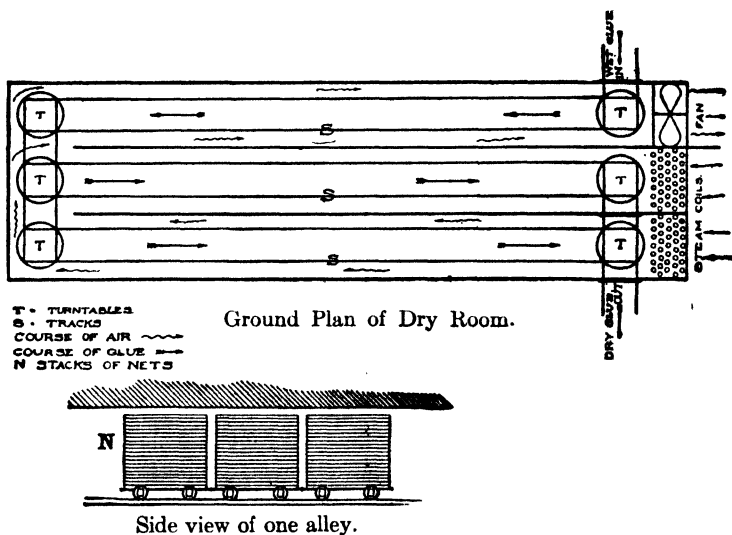 WET GLUE
IN
T
T
S
FAN
T
T
S
STEAM COILS.
T
T
S
DRY GLUE
OUT
T - TURNTABLES
S - TRACKS
COURSE OF AIR
COURSE OF GLUE
N STACKS OF NETS
Ground Plan of Dry Room.
N
Side view of one alley.